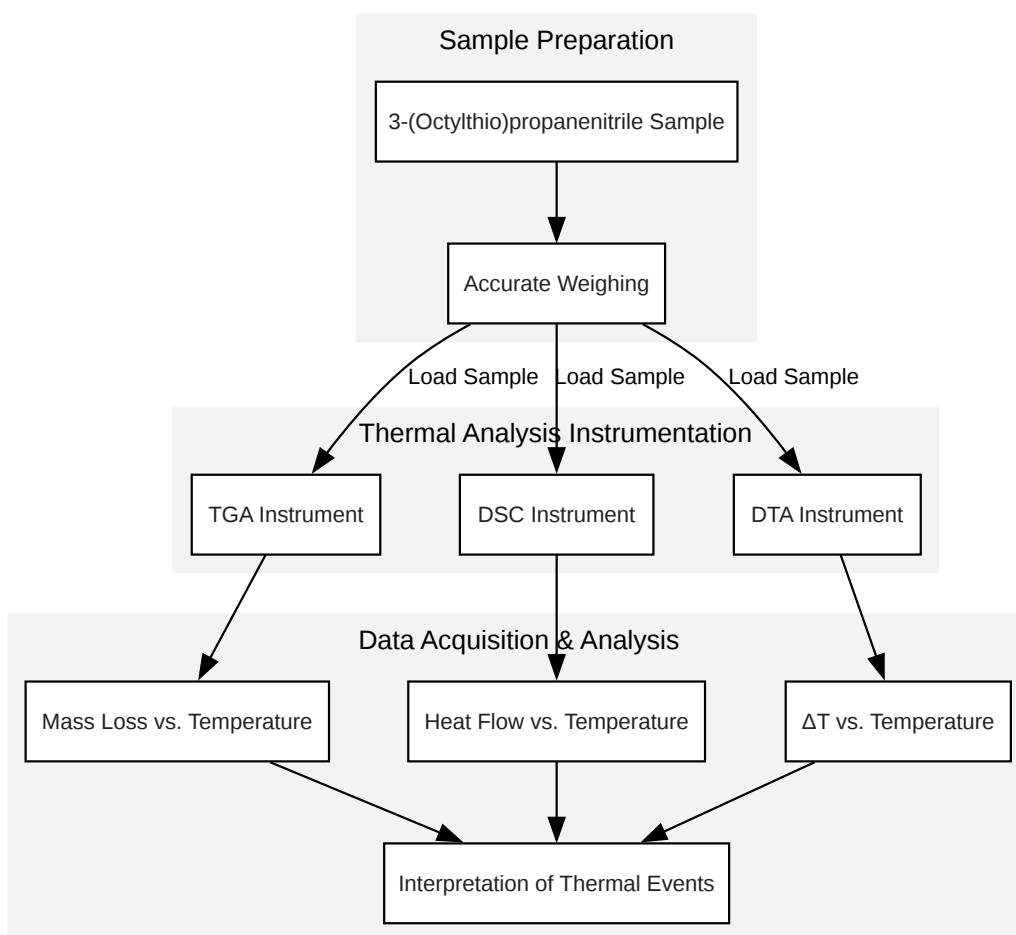 Sample Preparation
3-(Octylthio)propanenitrile Sample
Accurate Weighing
Load Sample
Load Sample
Load Sample
Thermal Analysis Instrumentation
TGA Instrument
DSC Instrument
DTA Instrument
Data Acquisition & Analysis
Mass Loss vs. Temperature
Heat Flow vs. Temperature
ΔT vs. Temperature
Interpretation of Thermal Events